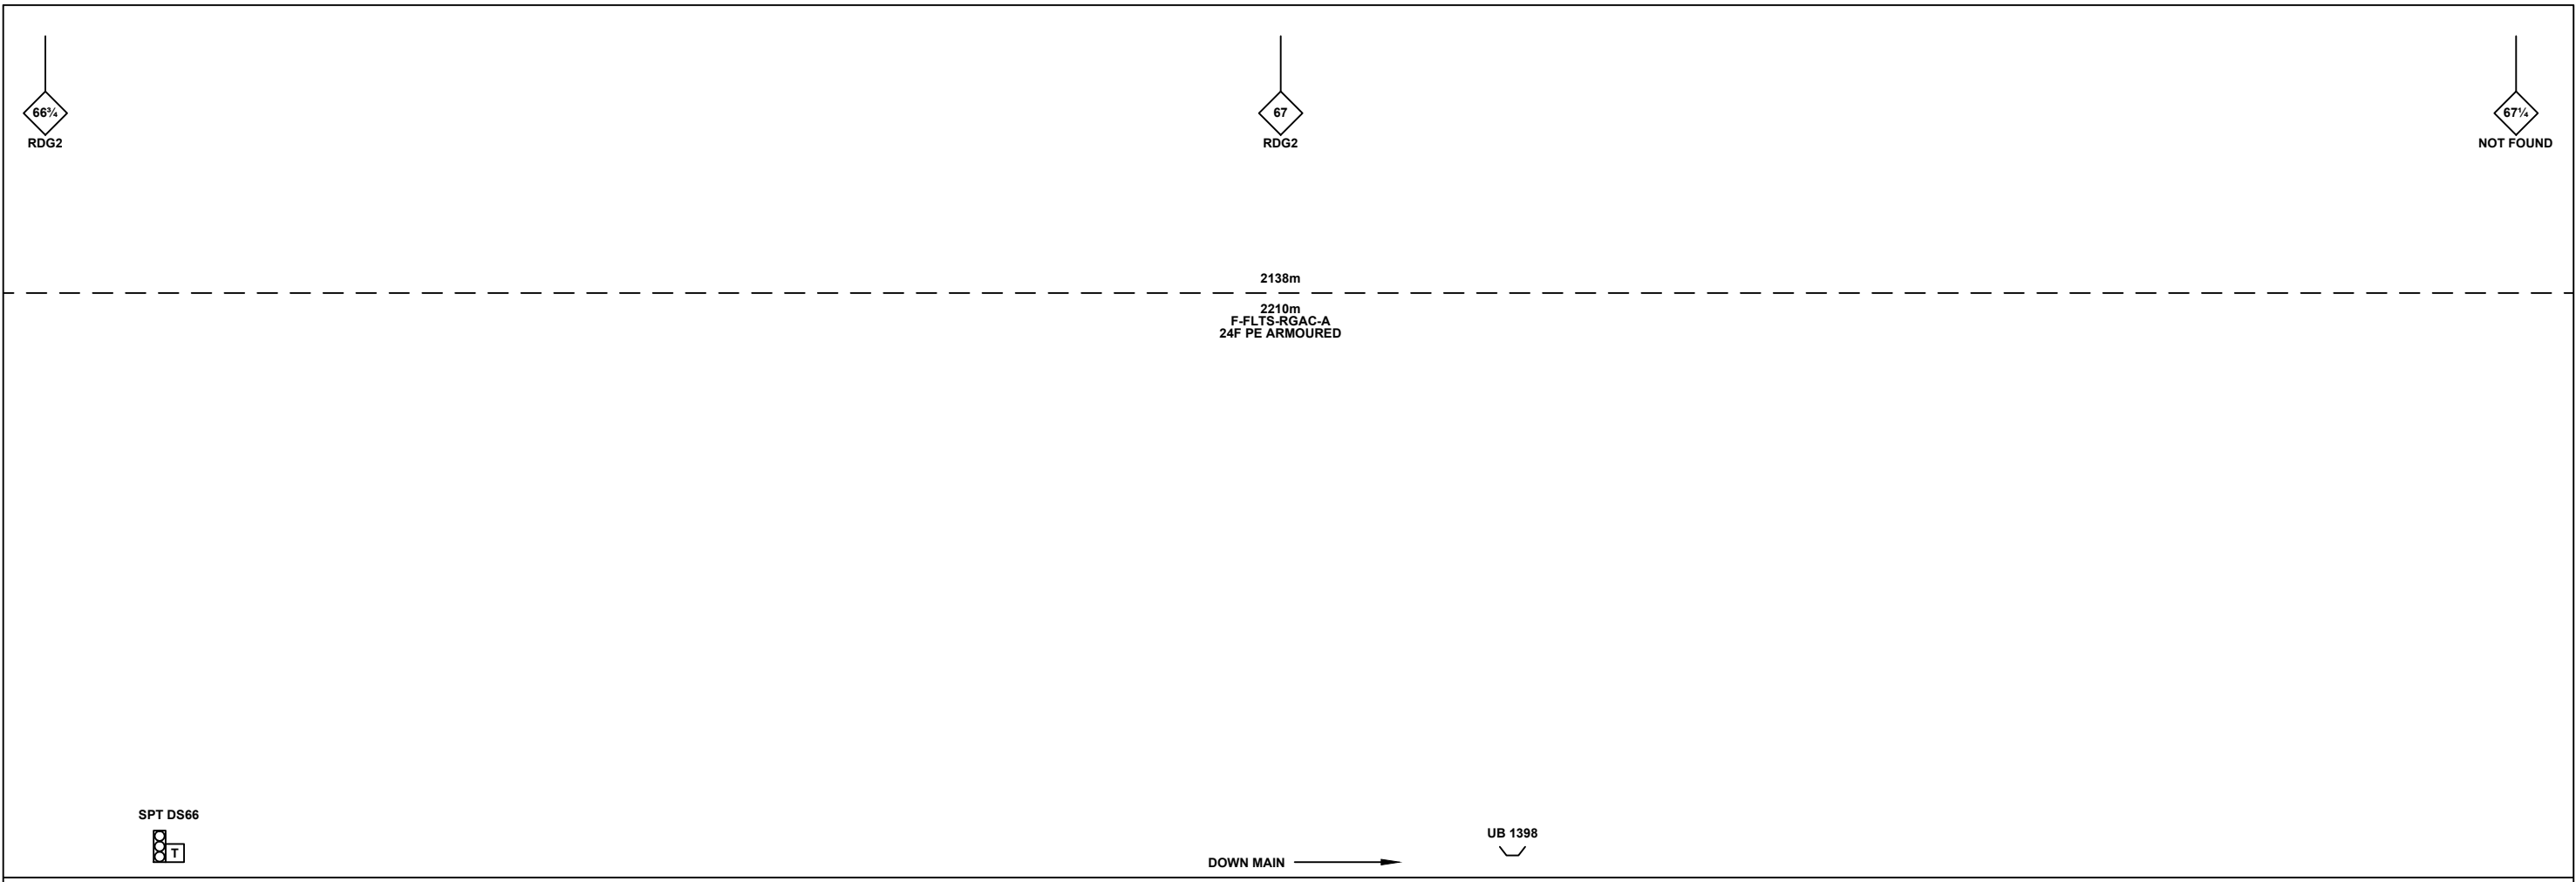 66¾
RDG2
67
RDG2
67¼
NOT FOUND
2138m
2210m
F-FLTS-RGAC-A
24F PE ARMOURED
SPT DS66
T
UB 1398
DOWN MAIN